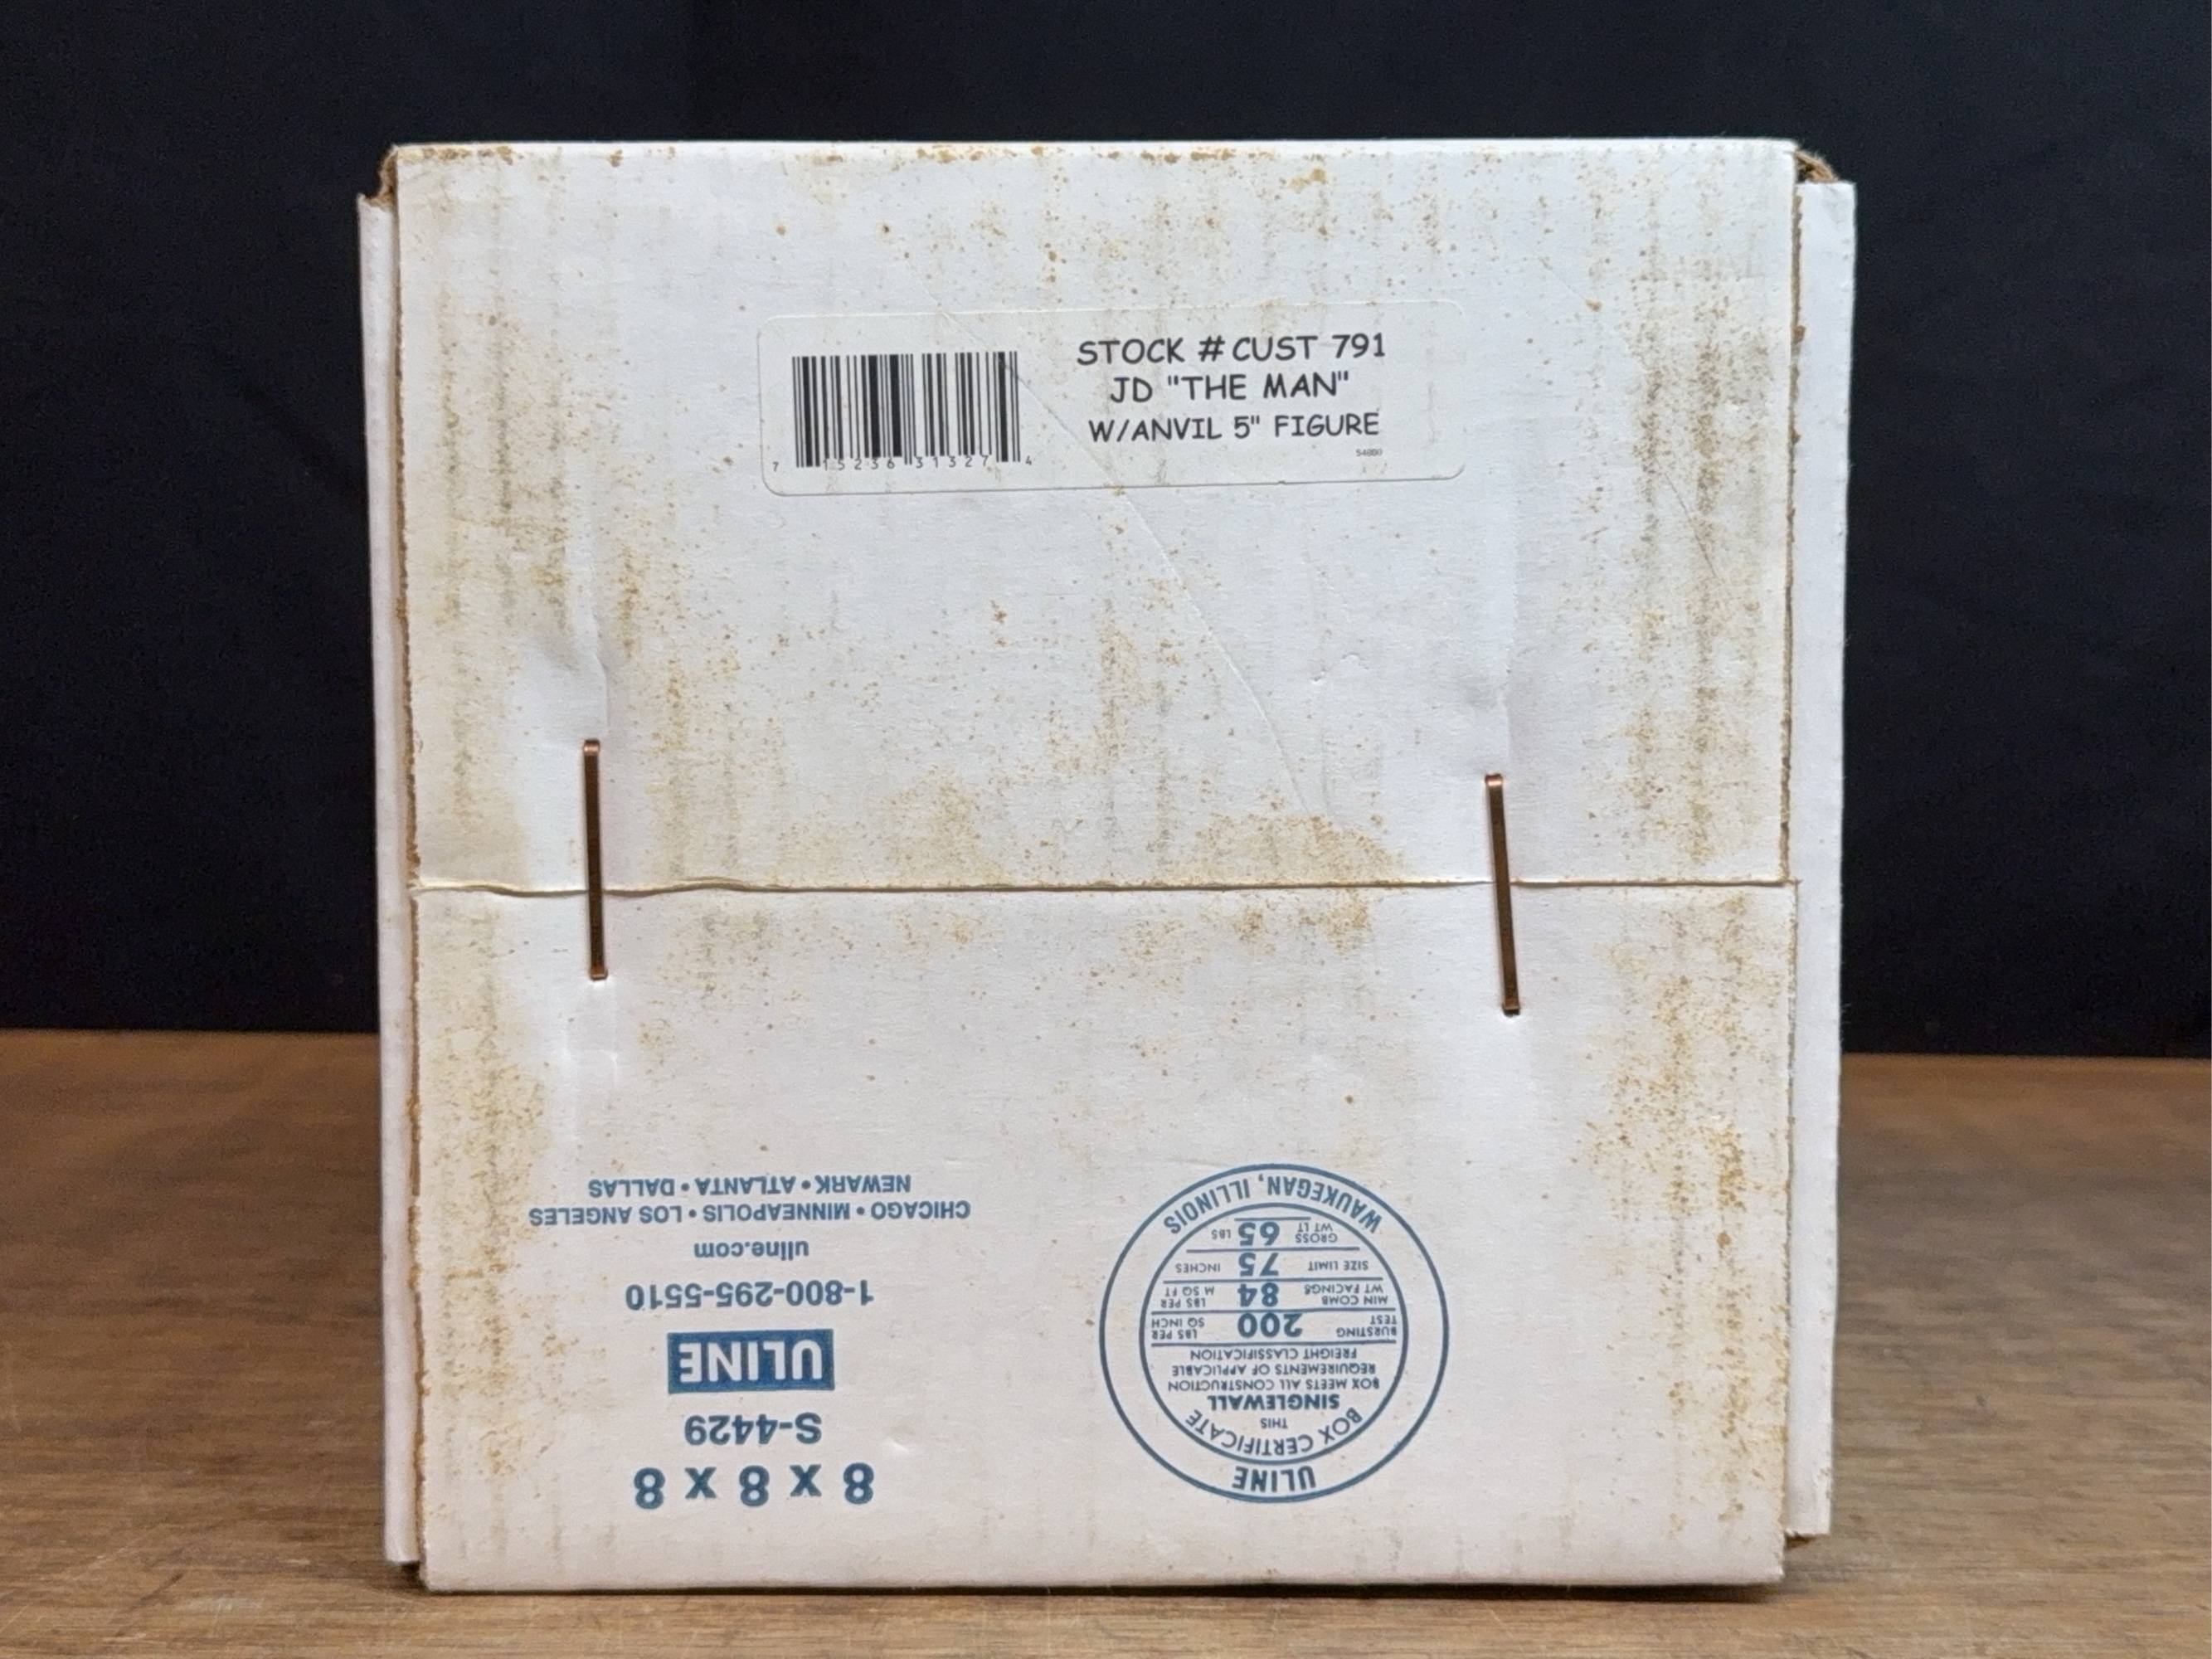 STOCK # CUST 791
JD "THE MAN"
W/ANVIL 5" FIGURE
54880
7 15236 31327 4
8 x 8 x 8
S-4429
ULINE
1-800-295-5510
uline.com
CHICAGO • MINNEAPOLIS • LOS ANGELES
NEWARK • ATLANTA • DALLAS
ULINE
BOX CERTIFICATE
THIS
SINGLEWALL
BOX MEETS ALL CONSTRUCTION
REQUIREMENTS OF APPLICABLE
FREIGHT CLASSIFICATION
BURSTING TEST 200 LBS PER SQ INCH
MIN COMB WT FACINGS 84 LBS PER M SQ FT
SIZE LIMIT 75 INCHES
GROSS WT LT 65 LBS
WAUKEGAN, ILLINOIS